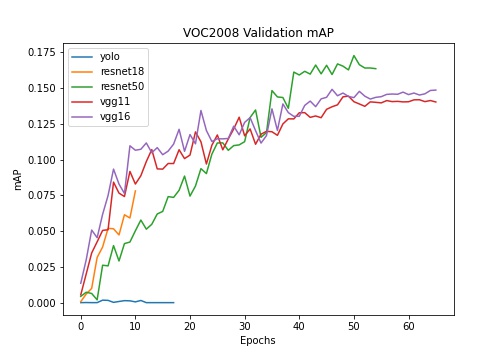 VOC2008 Validation mAP
yolo
resnet18
resnet50
vgg11
vgg16
mAP
0.175
0.150
0.125
0.100
0.075
0.050
0.025
0.000
0 10 20 30 40 50 60
Epochs